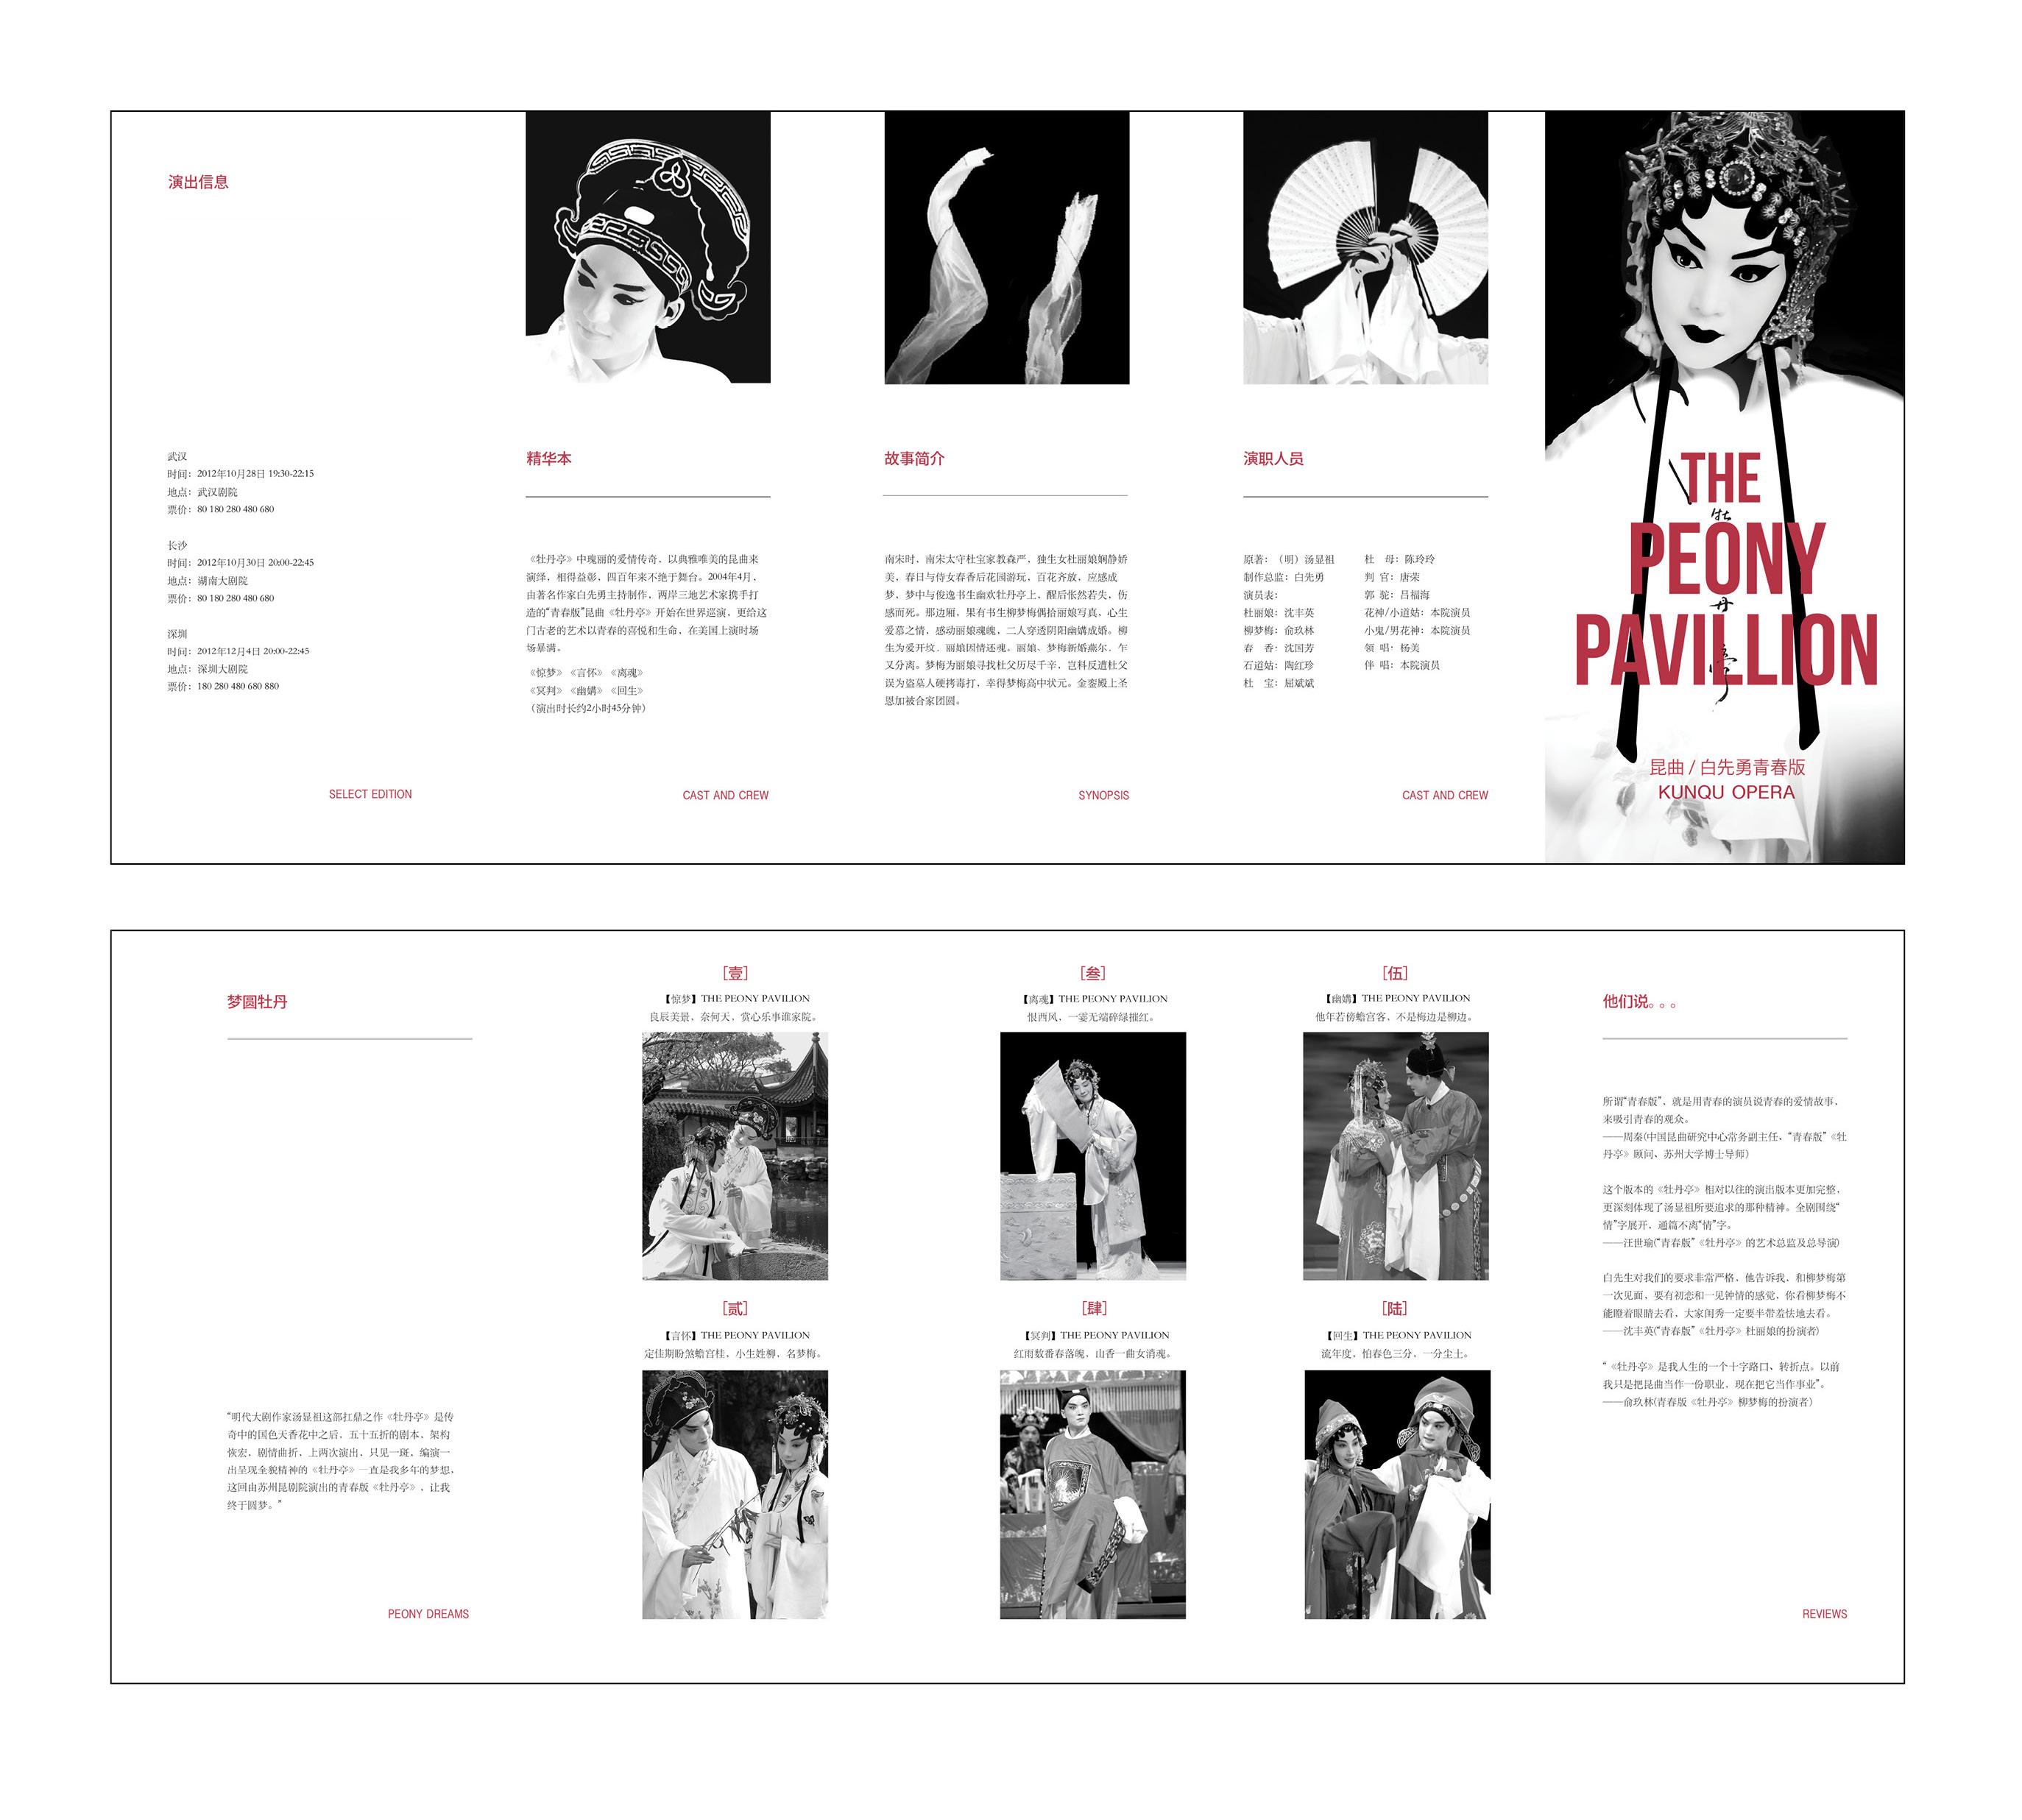 演出信息
武汉
时间：2012年10月28日 19:30-22:15
地点：武汉剧院
票价：80 180 280 480 680
长沙
时间：2012年10月30日 20:00-22:45
地点：湖南大剧院
票价：80 180 280 480 680
深圳
时间：2012年12月4日 20:00-22:45
地点：深圳大剧院
票价：180 280 480 680 880
SELECT EDITION
精华本
《牡丹亭》中瑰丽的爱情传奇，以典雅唯美的昆曲来
演绎，相得益彰，四百年来不绝于舞台。2004年4月，
由著名作家白先勇主持制作，两岸三地艺术家携手打
造的“青春版”昆曲《牡丹亭》开始在世界巡演，更给这
门古老的艺术以青春的喜悦和生命，在美国上演时场
场暴满。
《惊梦》《言怀》《离魂》
《冥判》《幽媾》《回生》
（演出时长约2小时45分钟）
CAST AND CREW
故事简介
南宋时，南宋太守杜宝家教森严，独生女杜丽娘娴静娇
美，春日与侍女春香后花园游玩，百花齐放，应感成
梦，梦中与俊逸书生幽欢牡丹亭上，醒后怅然若失，伤
感而死。那边厢，果有书生柳梦梅偶拾丽娘写真，心生
爱慕之情，感动丽娘魂魄，二人穿透阴阳幽媾成婚。柳
生为爱开坟，丽娘因情还魂。丽娘、梦梅新婚燕尔，乍
又分离。梦梅为丽娘寻找杜父历尽千辛，岂料反遭杜父
误为盗墓人硬拷毒打，幸得梦梅高中状元。金銮殿上圣
恩加被合家团圆。
SYNOPSIS
演职人员
原著：（明）汤显祖
制作总监：白先勇
演员表：
杜丽娘：沈丰英
柳梦梅：俞玖林
春　香：沈国芳
石道姑：陶红珍
杜　宝：屈斌斌
杜　母：陈玲玲
判 官：唐荣
郭 驼：吕福海
花神/小道姑：本院演员
小鬼/男花神：本院演员
领 唱：杨美
伴 唱：本院演员
CAST AND CREW
THE
牡
PEONY
丹
PAVILLION
亭
昆曲 / 白先勇青春版
KUNQU OPERA
梦圆牡丹
“明代大剧作家汤显祖这部扛鼎之作《牡丹亭》是传
奇中的国色天香花中之后，五十五折的剧本，架构
恢宏，剧情曲折，上两次演出，只见一斑，编演一
出呈现全貌精神的《牡丹亭》一直是我多年的梦想，
这回由苏州昆剧院演出的青春版《牡丹亭》，让我
终于圆梦。”
PEONY DREAMS
［壹］
【惊梦】THE PEONY PAVILION
良辰美景，奈何天，赏心乐事谁家院。
［贰］
【言怀】THE PEONY PAVILION
定佳期盼煞蟾宫桂，小生姓柳，名梦梅。
［叁］
【离魂】THE PEONY PAVILION
恨西风，一霎无端碎绿摧红。
［肆］
【冥判】THE PEONY PAVILION
红雨数番春落魄，山香一曲女消魂。
［伍］
【幽媾】THE PEONY PAVILION
他年若傍蟾宫客，不是梅边是柳边。
［陆］
【回生】THE PEONY PAVILION
流年度，怕春色三分，一分尘土。
他们说。。。
所谓“青春版”，就是用青春的演员说青春的爱情故事，
来吸引青春的观众。
——周秦(中国昆曲研究中心常务副主任、“青春版”《牡
丹亭》顾问、苏州大学博士导师)
这个版本的《牡丹亭》相对以往的演出版本更加完整，
更深刻体现了汤显祖所要追求的那种精神。全剧围绕“
情”字展开，通篇不离“情”字。
——汪世瑜(“青春版”《牡丹亭》的艺术总监及总导演)
白先生对我们的要求非常严格，他告诉我，和柳梦梅第
一次见面，要有初恋和一见钟情的感觉，你看柳梦梅不
能瞪着眼睛去看，大家闺秀一定要半带羞怯地去看。
——沈丰英(“青春版”《牡丹亭》杜丽娘的扮演者)
“《牡丹亭》是我人生的一个十字路口、转折点。以前
我只是把昆曲当作一份职业，现在把它当作事业”。
——俞玖林(青春版《牡丹亭》柳梦梅的扮演者)
REVIEWS